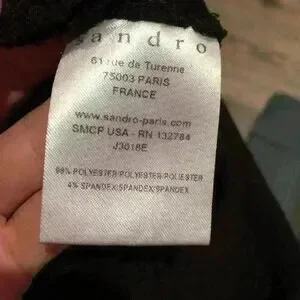 sandro
61 rue de Turenne
75003 PARIS
FRANCE
www.sandro-paris.com
SMCP USA - RN 132784
J3018E
96% POLYESTER/POLYESTER/POLIESTER
4% SPANDEX/SPANDEX/SPANDEX